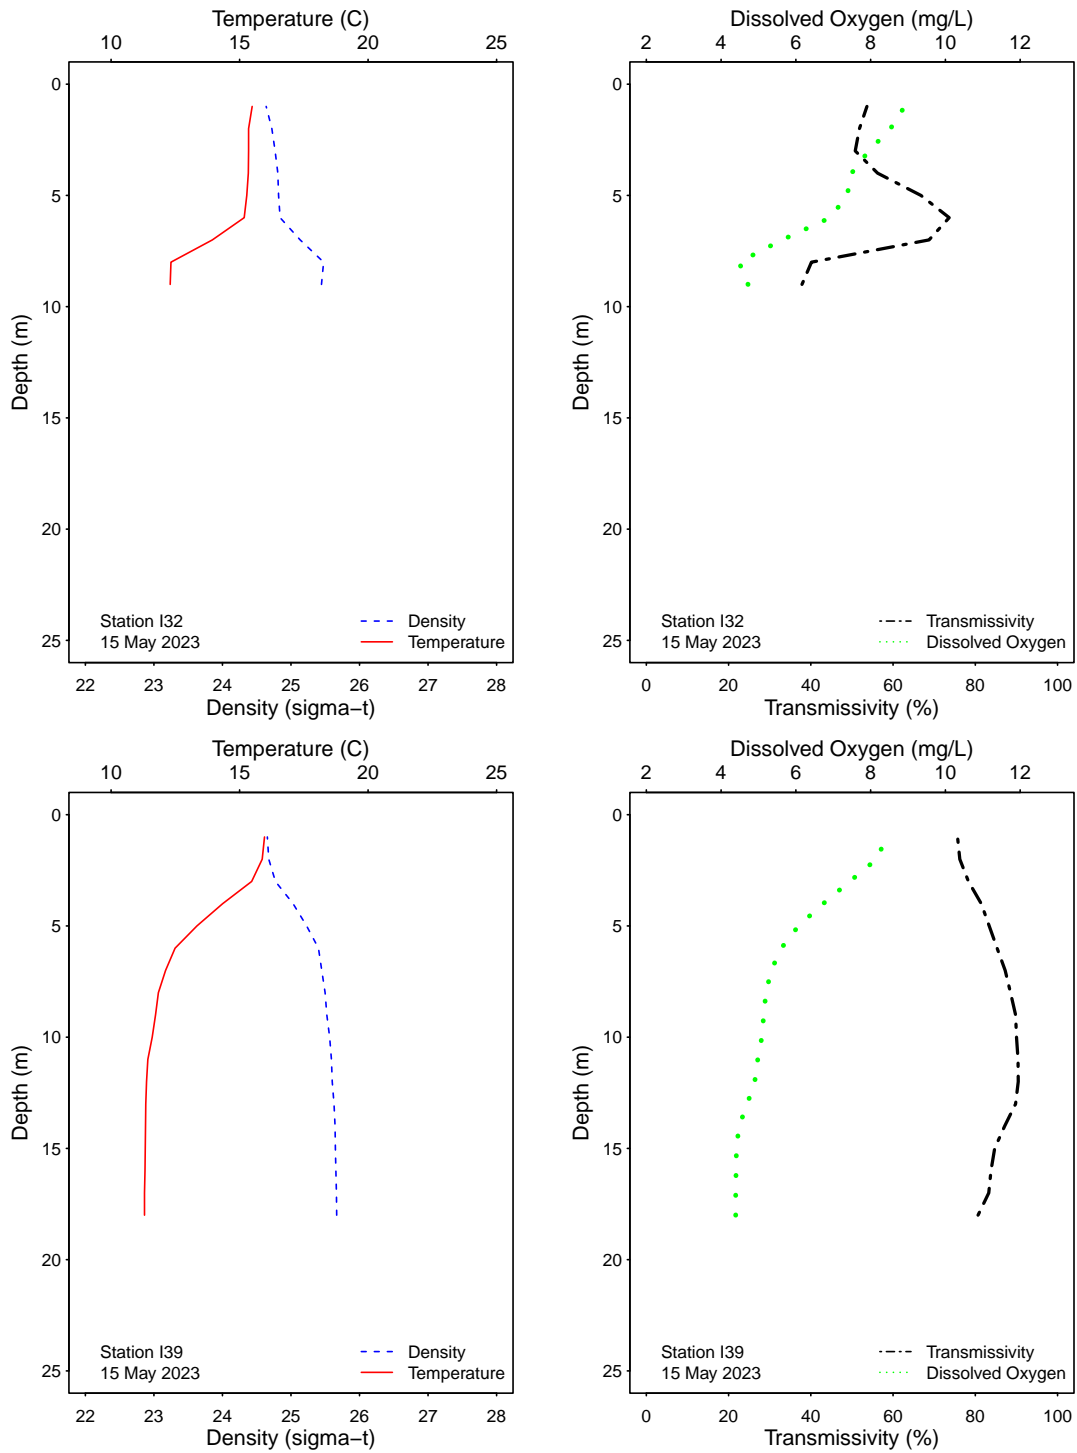 Temperature (C)
10 15 20 25
0
5
10
15
20
25
Depth (m)
Station I32
15 May 2023
Density
Temperature
22 23 24 25 26 27 28
Density (sigma−t)
Dissolved Oxygen (mg/L)
2 4 6 8 10 12
0
5
10
15
20
25
Depth (m)
Station I32
15 May 2023
Transmissivity
Dissolved Oxygen
0 20 40 60 80 100
Transmissivity (%)
Temperature (C)
10 15 20 25
0
5
10
15
20
25
Depth (m)
Station I39
15 May 2023
Density
Temperature
22 23 24 25 26 27 28
Density (sigma−t)
Dissolved Oxygen (mg/L)
2 4 6 8 10 12
0
5
10
15
20
25
Depth (m)
Station I39
15 May 2023
Transmissivity
Dissolved Oxygen
0 20 40 60 80 100
Transmissivity (%)